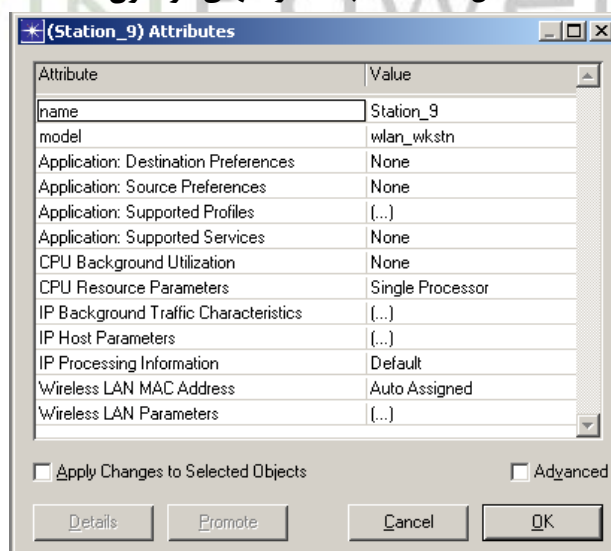 (Station_9) Attributes
Attribute Value
name Station_9
model wlan_wkstn
Application: Destination Preferences None
Application: Source Preferences None
Application: Supported Profiles (...)
Application: Supported Services None
CPU Background Utilization None
CPU Resource Parameters Single Processor
IP Background Traffic Characteristics (...)
IP Host Parameters (...)
IP Processing Information Default
Wireless LAN MAC Address Auto Assigned
Wireless LAN Parameters (...)
Apply Changes to Selected Objects Advanced
Details Promote Cancel OK